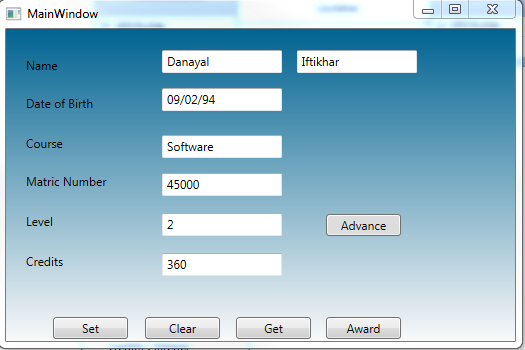 MainWindow
Name Danayal Iftikhar
Date of Birth 09/02/94
Course Software
Matric Number 45000
Level 2 Advance
Credits 360
Set Clear Get Award